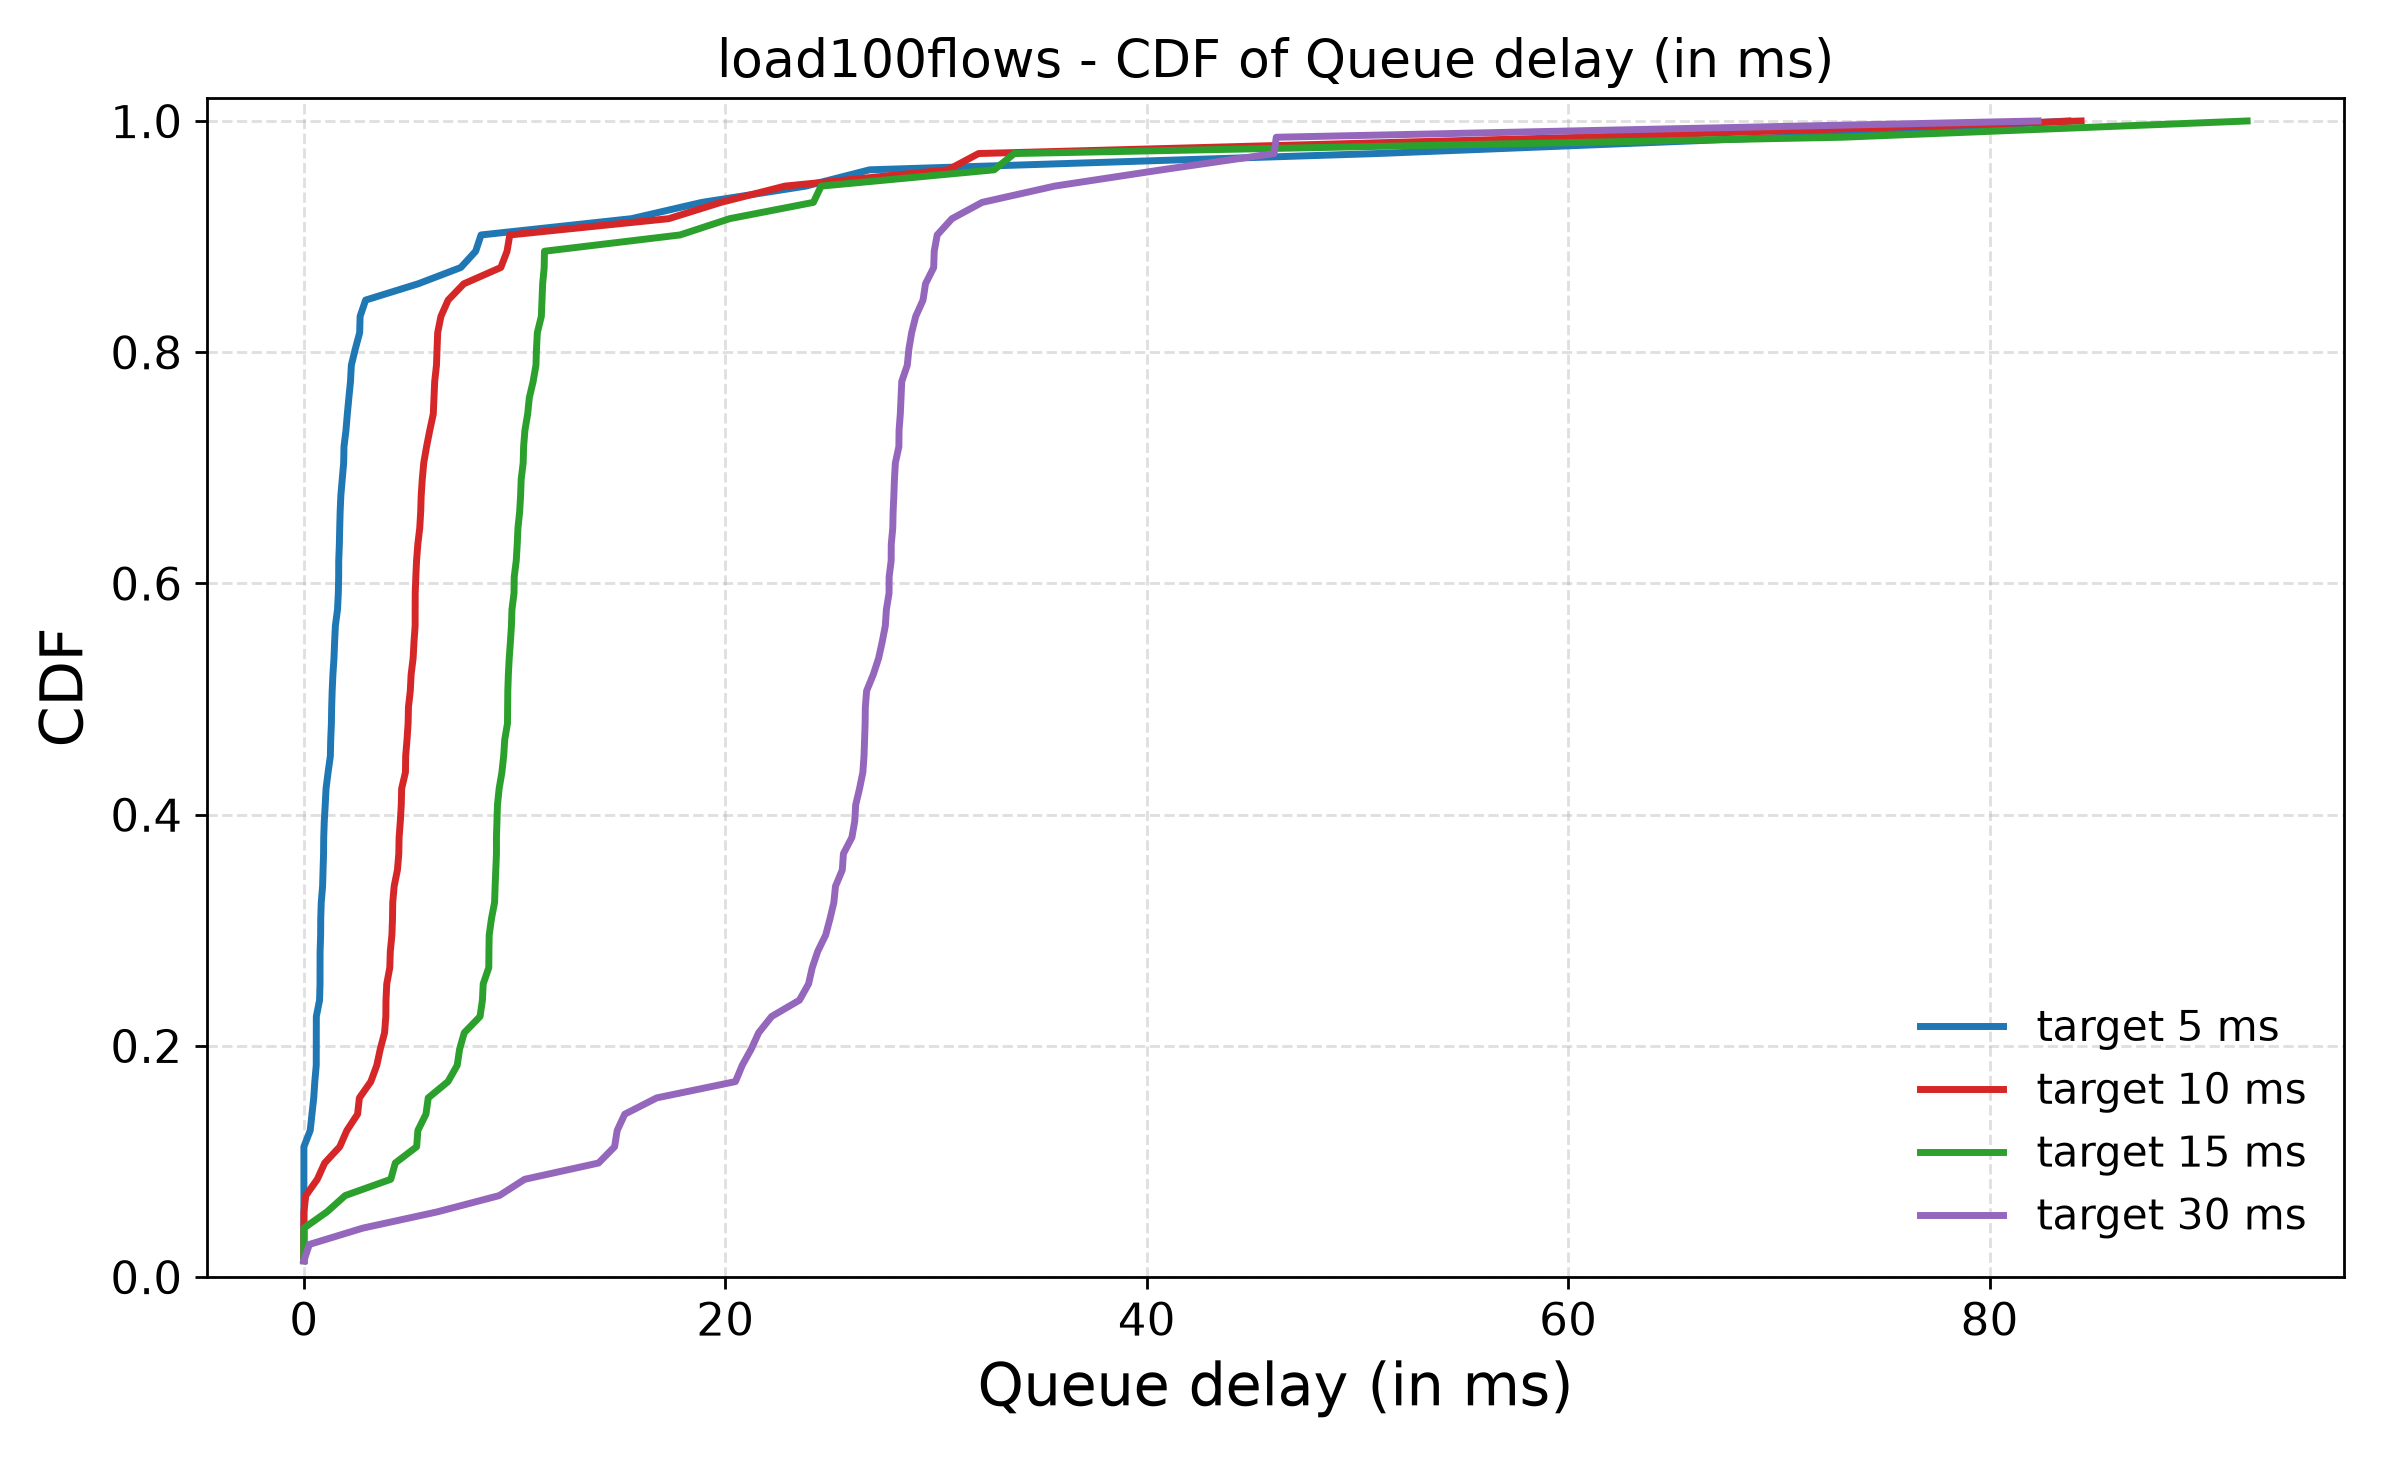 load100flows - CDF of Queue delay (in ms)
1.0
0.8
0.6
0.4
0.2
0.0
CDF
target 5 ms
target 10 ms
target 15 ms
target 30 ms
0 20 40 60 80
Queue delay (in ms)